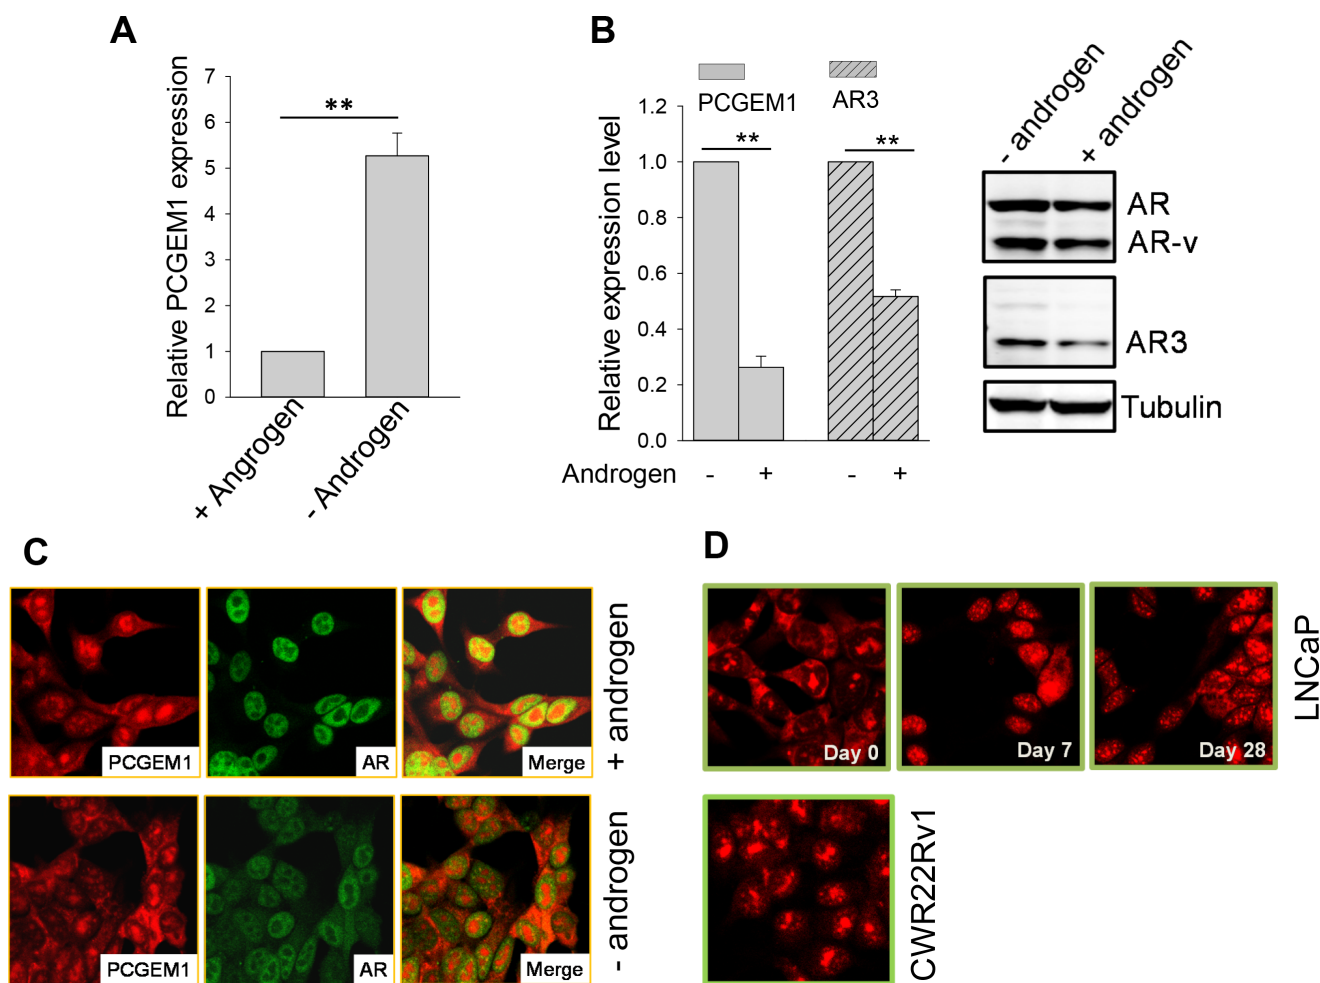 A
Relative PCGEM1 expression
7
6
5
4
3
2
1
0
**
+ Angrogen
- Androgen
B
PCGEM1
AR3
Relative expression level
1.2
1.0
0.8
0.6
0.4
0.2
0.0
**
**
Androgen - + - +
- androgen
+ androgen
AR
AR-v
AR3
Tubulin
C
PCGEM1
AR
Merge
+ androgen
PCGEM1
AR
Merge
- androgen
D
Day 0
Day 7
Day 28
LNCaP
CWR22Rv1